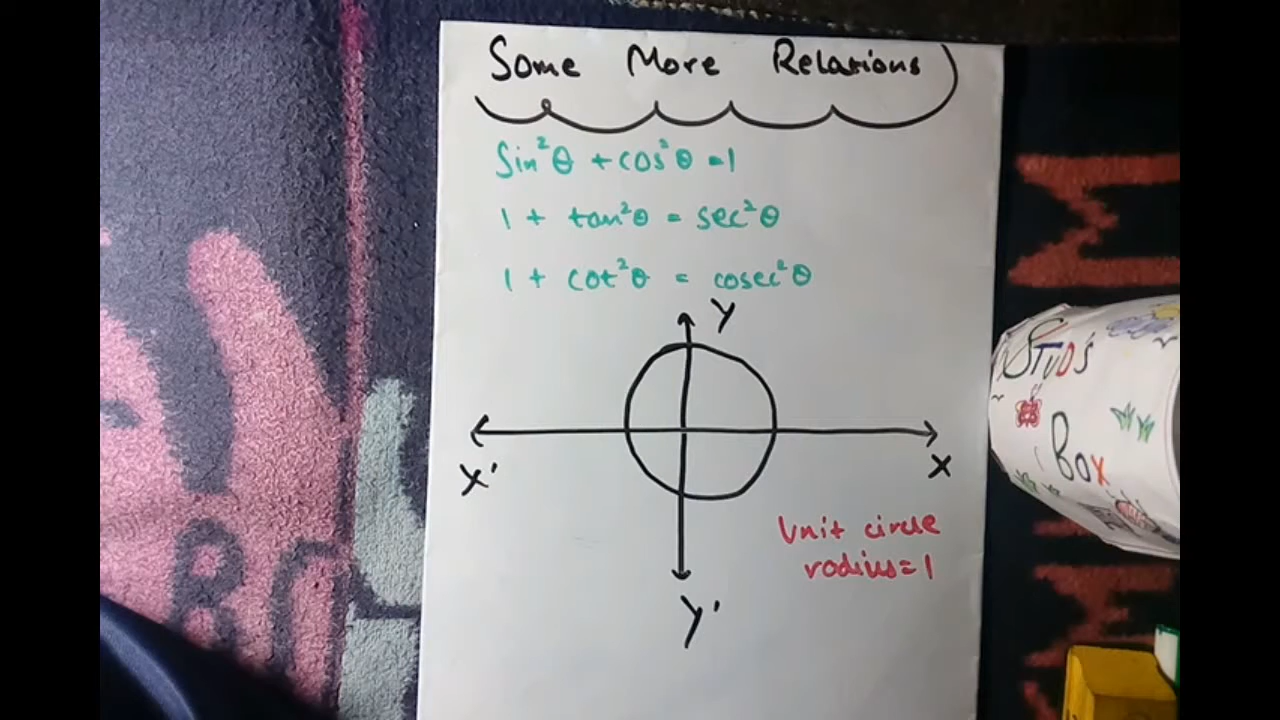 Some More Relations
Sin²θ + cos²θ = 1
1 + tan²θ = sec²θ
1 + cot²θ = cosec²θ
Y
X'
X
Unit circle
radius = 1
Y'
STUD'S
Box